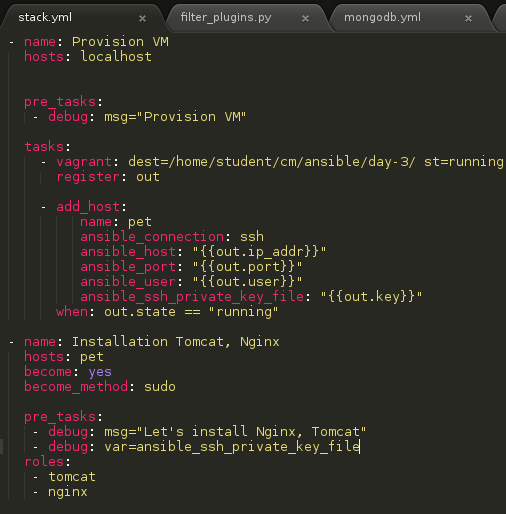 stack.yml × filter_plugins.py × mongodb.yml ×
- name: Provision VM
  hosts: localhost
  pre_tasks:
   - debug: msg="Provision VM"
  tasks:
    - vagrant: dest=/home/student/cm/ansible/day-3/ st=running
      register: out
    - add_host:
         name: pet
         ansible_connection: ssh
         ansible_host: "{{out.ip_addr}}"
         ansible_port: "{{out.port}}"
         ansible_user: "{{out.user}}"
         ansible_ssh_private_key_file: "{{out.key}}"
      when: out.state == "running"
- name: Installation Tomcat, Nginx
  hosts: pet
  become: yes
  become_method: sudo
  pre_tasks:
   - debug: msg="Let's install Nginx, Tomcat"
   - debug: var=ansible_ssh_private_key_file
  roles:
   - tomcat
   - nginx